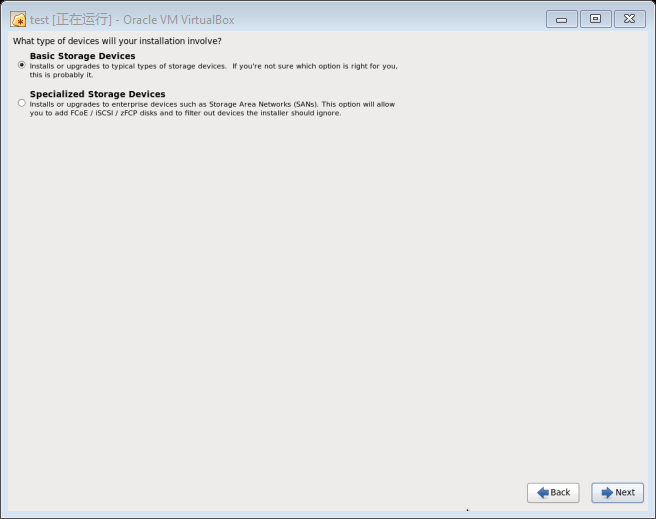 test [正在运行] - Oracle VM VirtualBox
What type of devices will your installation involve?
Basic Storage Devices
Installs or upgrades to typical types of storage devices.  If you're not sure which option is right for you,
this is probably it.
Specialized Storage Devices
Installs or upgrades to enterprise devices such as Storage Area Networks (SANs). This option will allow
you to add FCoE / iSCSI / zFCP disks and to filter out devices the installer should ignore.
Back
Next